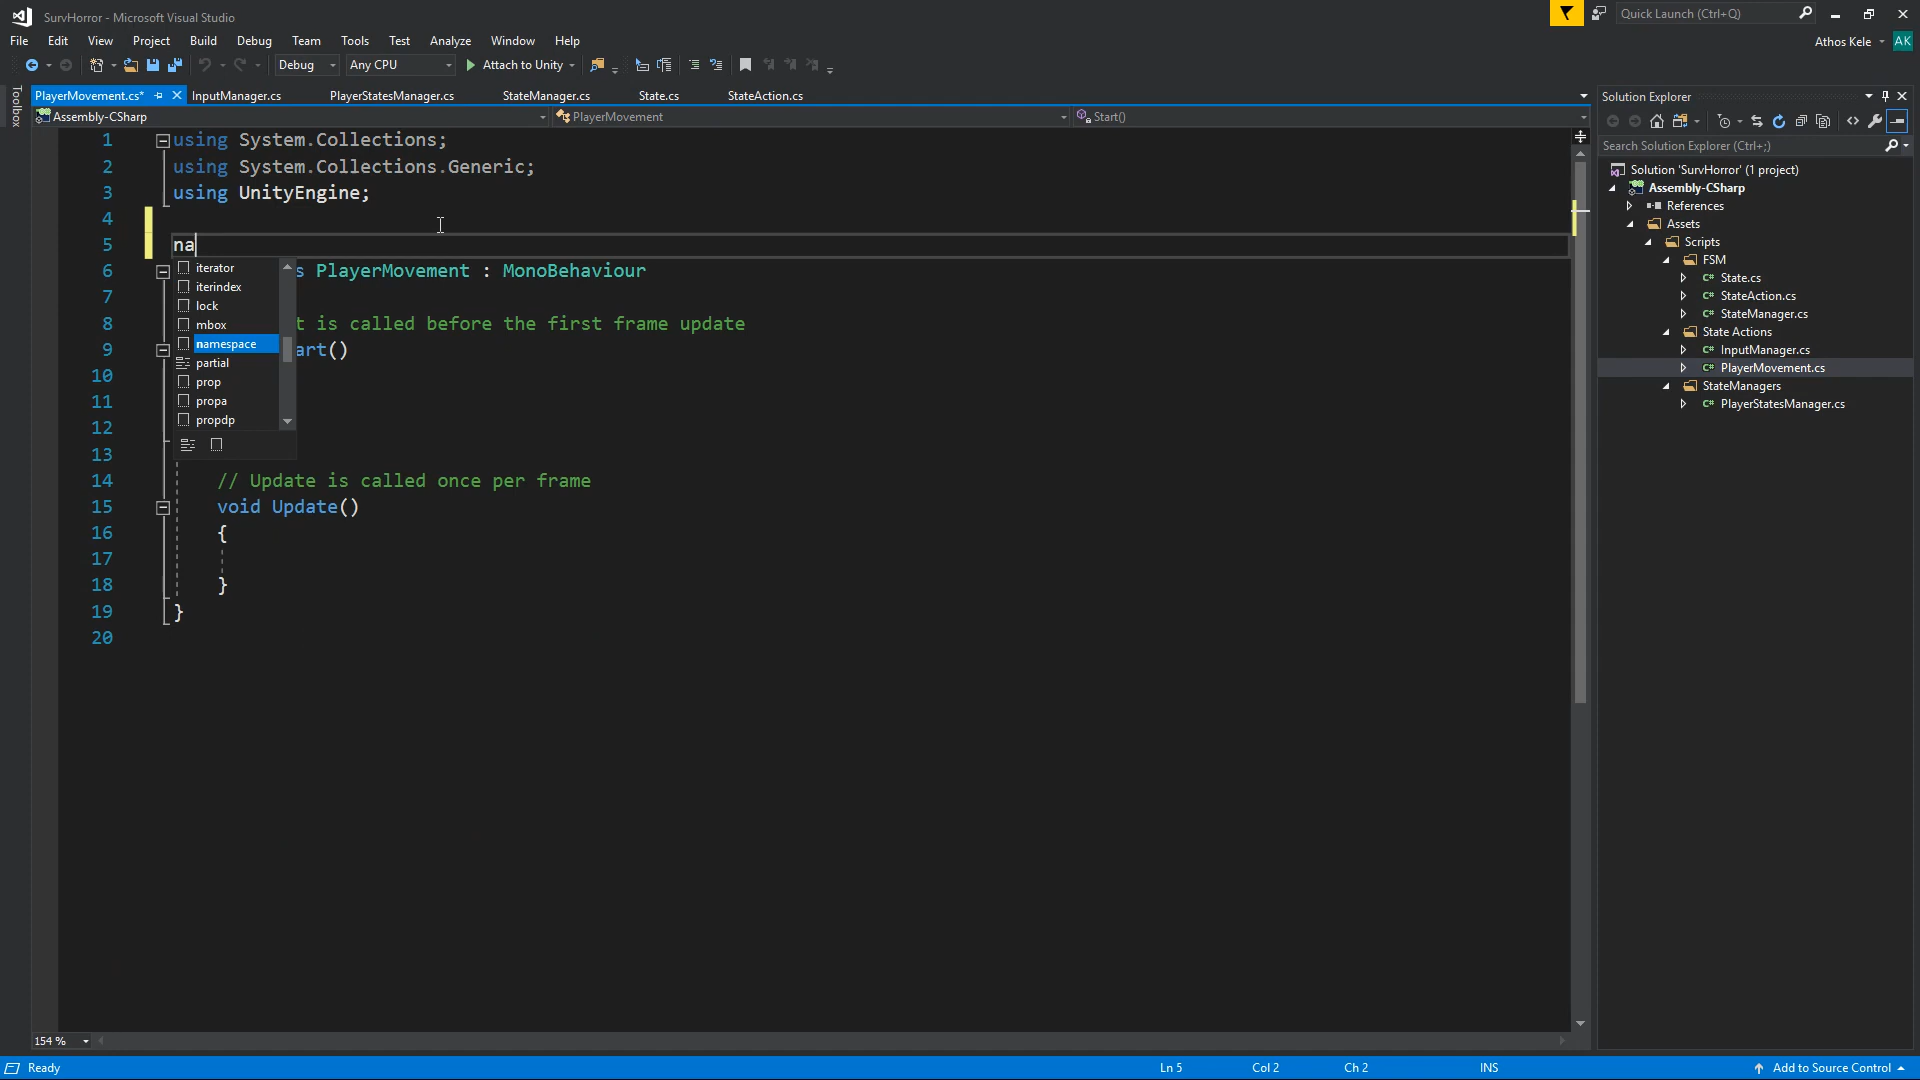 SurvHorror - Microsoft Visual Studio
Quick Launch (Ctrl+Q)
File Edit View Project Build Debug Team Tools Test Analyze Window Help
Athos Kele AK
Debug Any CPU Attach to Unity
Toolbox
PlayerMovement.cs* InputManager.cs PlayerStatesManager.cs StateManager.cs State.cs StateAction.cs
Assembly-CSharp PlayerMovement Start()
1 using System.Collections;
2 using System.Collections.Generic;
3 using UnityEngine;
4
5 na
6 s PlayerMovement : MonoBehaviour
7
8 t is called before the first frame update
9 art()
10
11
12
13
14 // Update is called once per frame
15 void Update()
16 {
17
18 }
19 }
20
iterator
iterindex
lock
mbox
namespace
partial
prop
propa
propdp
Solution Explorer
Search Solution Explorer (Ctrl+;)
Solution 'SurvHorror' (1 project)
Assembly-CSharp
References
Assets
Scripts
FSM
C# State.cs
C# StateAction.cs
C# StateManager.cs
State Actions
C# InputManager.cs
C# PlayerMovement.cs
StateManagers
C# PlayerStatesManager.cs
154 %
Ready Ln 5 Col 2 Ch 2 INS Add to Source Control